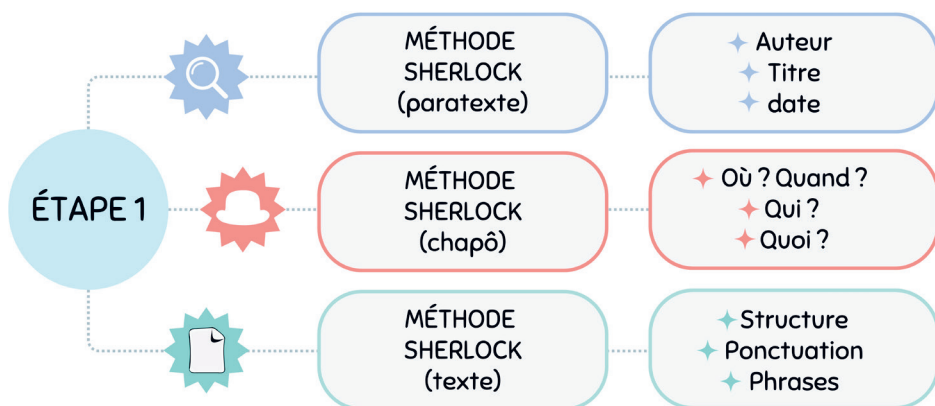 ÉTAPE 1
MÉTHODE
SHERLOCK
(paratexte)
Auteur
Titre
date
MÉTHODE
SHERLOCK
(chapô)
Où ? Quand ?
Qui ?
Quoi ?
MÉTHODE
SHERLOCK
(texte)
Structure
Ponctuation
Phrases